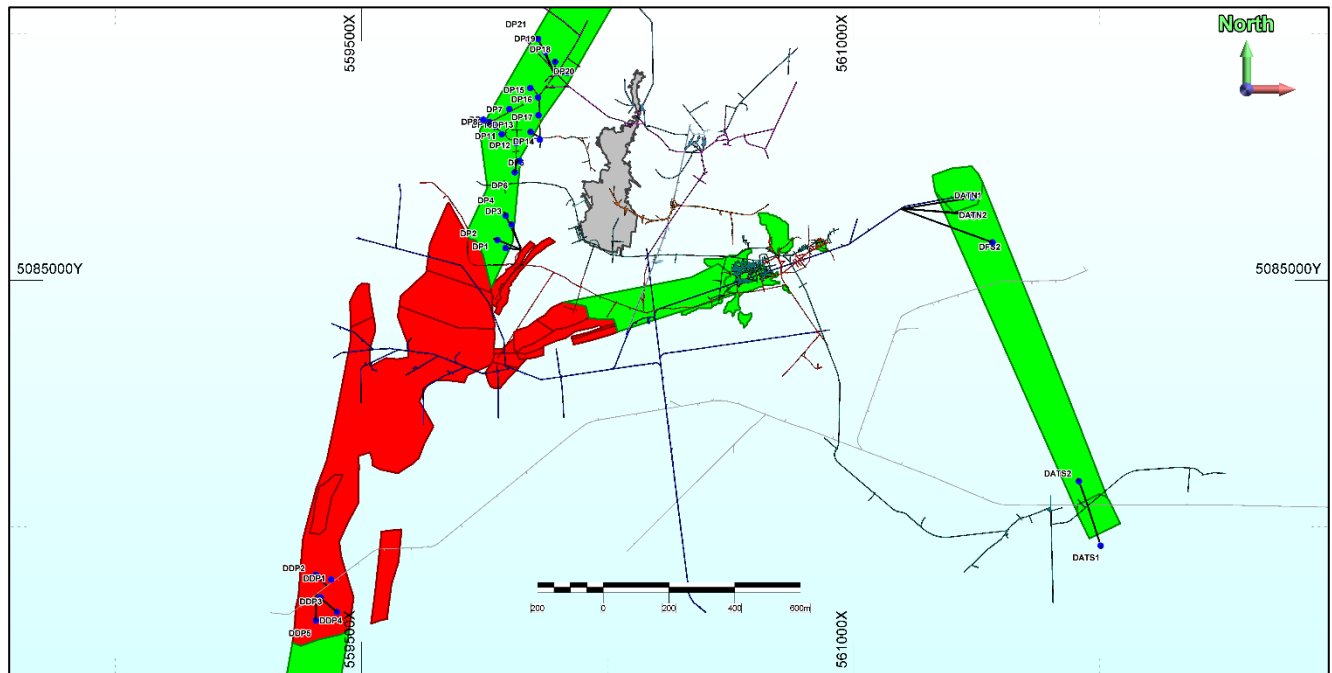 DP21
559500X
561000X
North
DP19
DP18
DP20
DP15
DP16
DP7
DP17
DP13
DP11
DP14
DP12
DP6
DP4
DP3
DATN1
DATN2
DP2
DP1
DFS2
5085000Y
5085000Y
DATS2
DATS1
DDP2
DDP1
200 0 200 400 600m
DDP3
DDP4
559500X
561000X